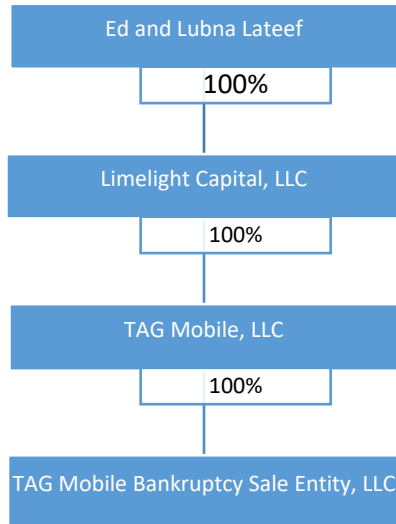 Ed and Lubna Lateef
100%
Limelight Capital, LLC
100%
TAG Mobile, LLC
100%
TAG Mobile Bankruptcy Sale Entity, LLC